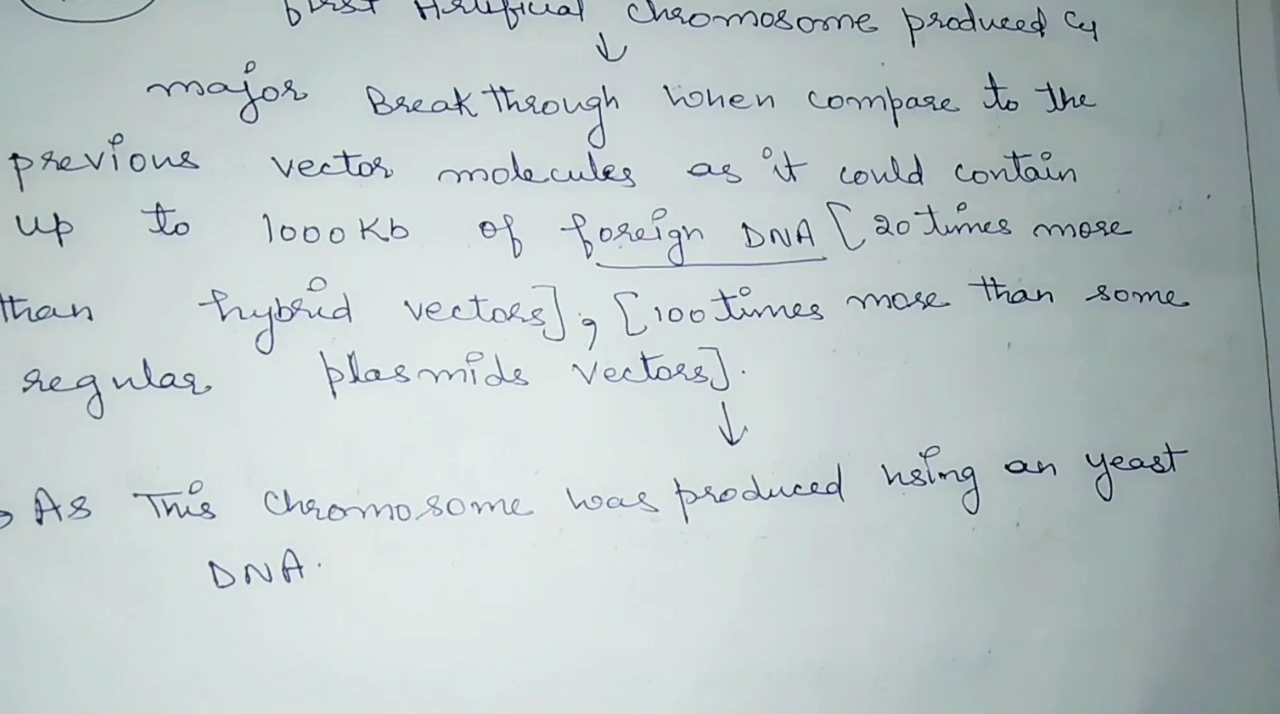 first Artificial chromosome produced
↓
major Breakthrough when compare to the
previous vector molecules as it could contain
up to 1000Kb of foreign DNA [20 times more
than hybrid vectors], [100 times more than some
regular plasmids vectors].
↓
As This chromosome was produced using an yeast
DNA.